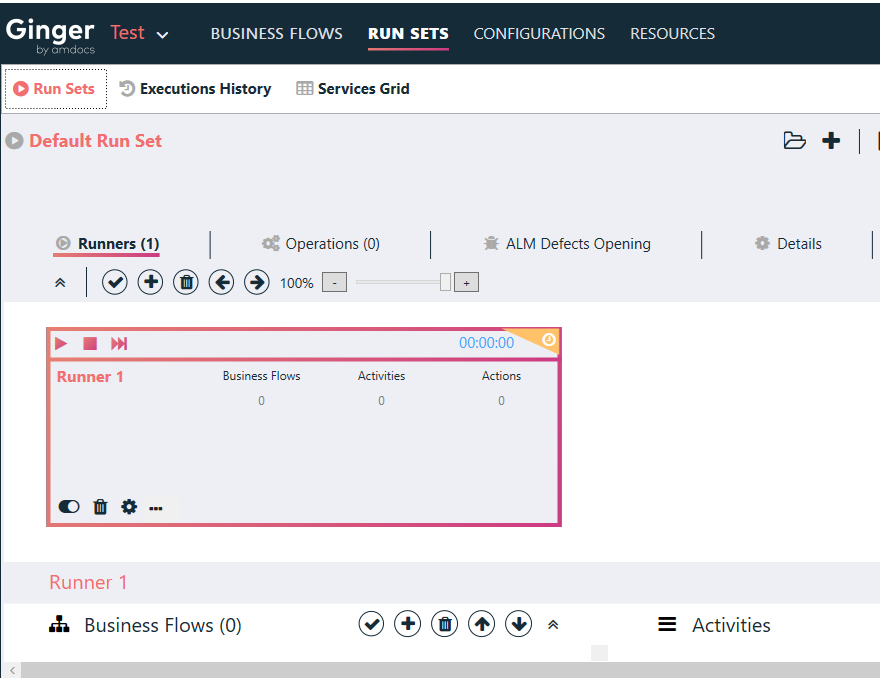 Ginger Test BUSINESS FLOWS RUN SETS CONFIGURATIONS RESOURCES
by amdocs
Run Sets Executions History Services Grid
Default Run Set
Runners (1) Operations (0) ALM Defects Opening Details
100% - +
00:00:00
Runner 1 Business Flows Activities Actions
0 0 0
Runner 1
Business Flows (0) Activities